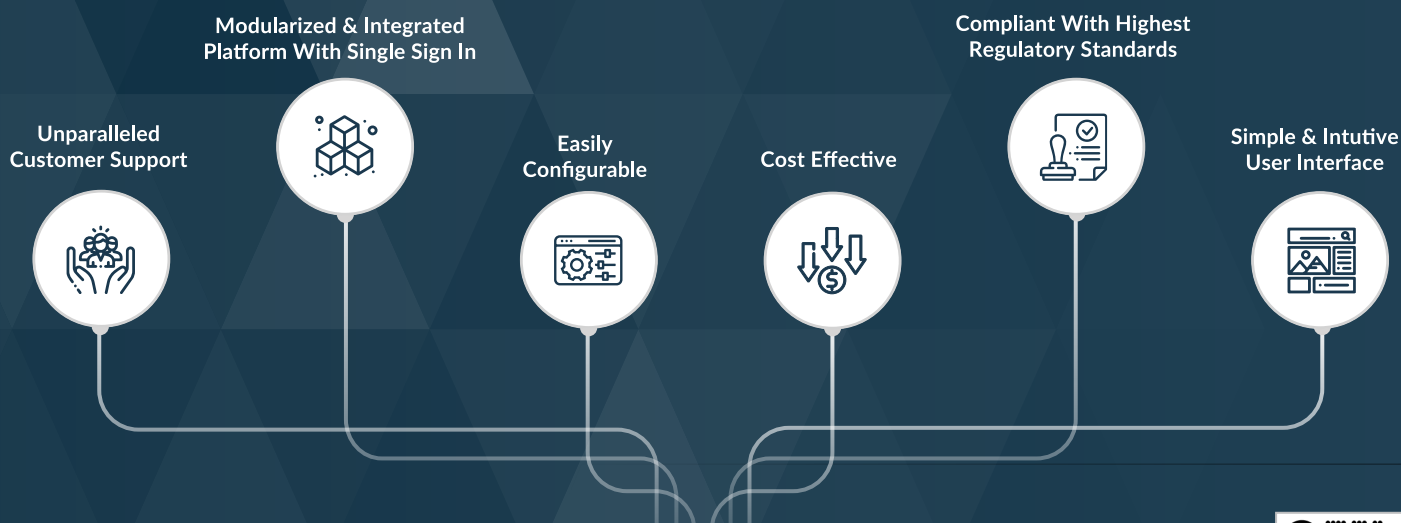 Modularized & Integrated
Platform With Single Sign In
Compliant With Highest
Regulatory Standards
Unparalleled
Customer Support
Easily
Configurable
Cost Effective
Simple & Intutive
User Interface
$